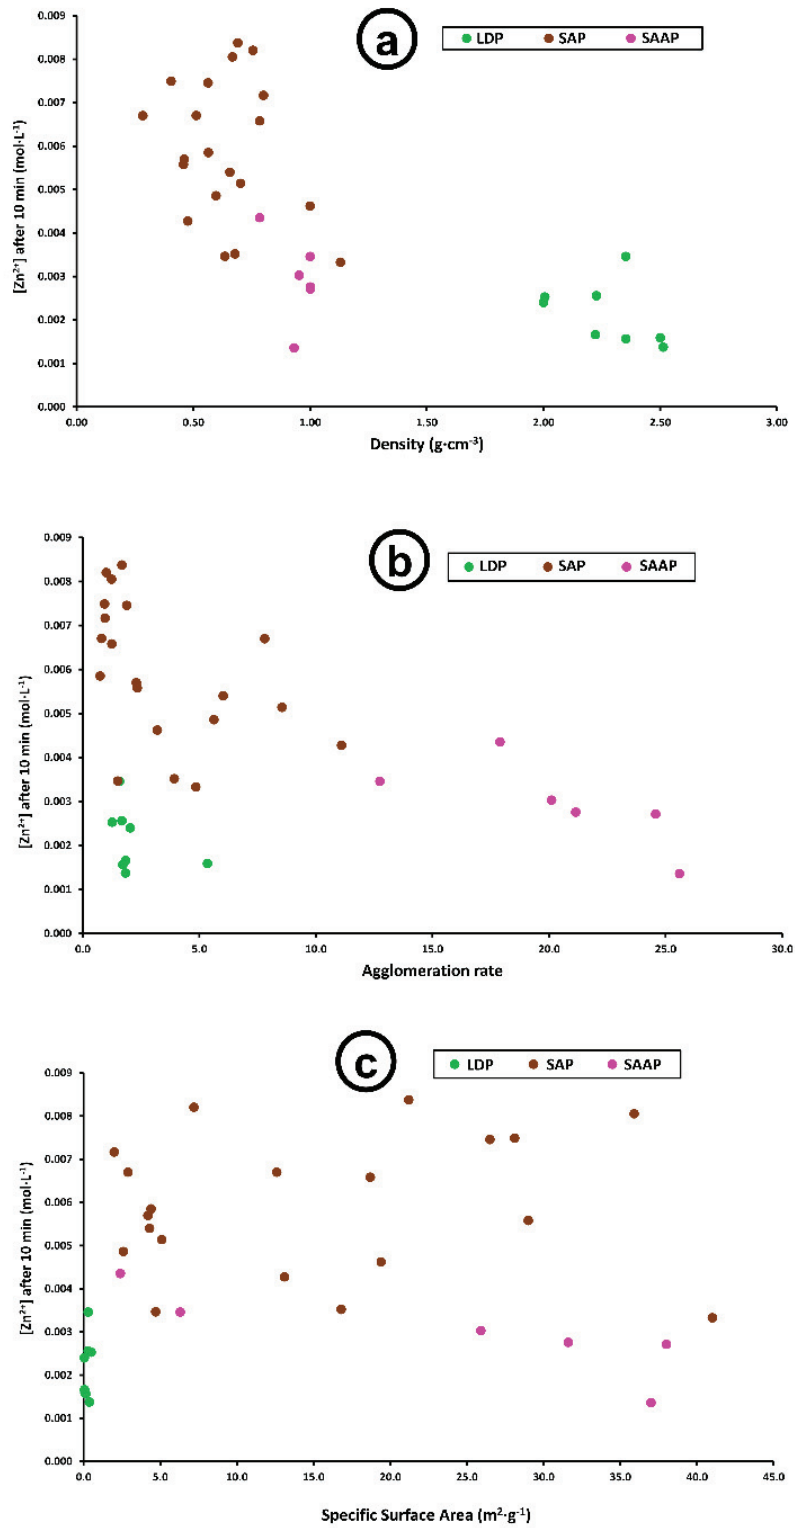 a
LDP SAP SAAP
0.009
0.008
0.007
0.006
0.005
0.004
0.003
0.002
0.001
0.000
[Zn²⁺] after 10 min (mol·L⁻¹)
0.00 0.50 1.00 1.50 2.00 2.50 3.00
Density (g·cm⁻³)
b
LDP SAP SAAP
0.009
0.008
0.007
0.006
0.005
0.004
0.003
0.002
0.001
0.000
[Zn²⁺] after 10 min (mol·L⁻¹)
0.0 5.0 10.0 15.0 20.0 25.0 30.0
Agglomeration rate
c
LDP SAP SAAP
0.009
0.008
0.007
0.006
0.005
0.004
0.003
0.002
0.001
0.000
[Zn²⁺] after 10 min (mol·L⁻¹)
0.0 5.0 10.0 15.0 20.0 25.0 30.0 35.0 40.0 45.0
Specific Surface Area (m²·g⁻¹)